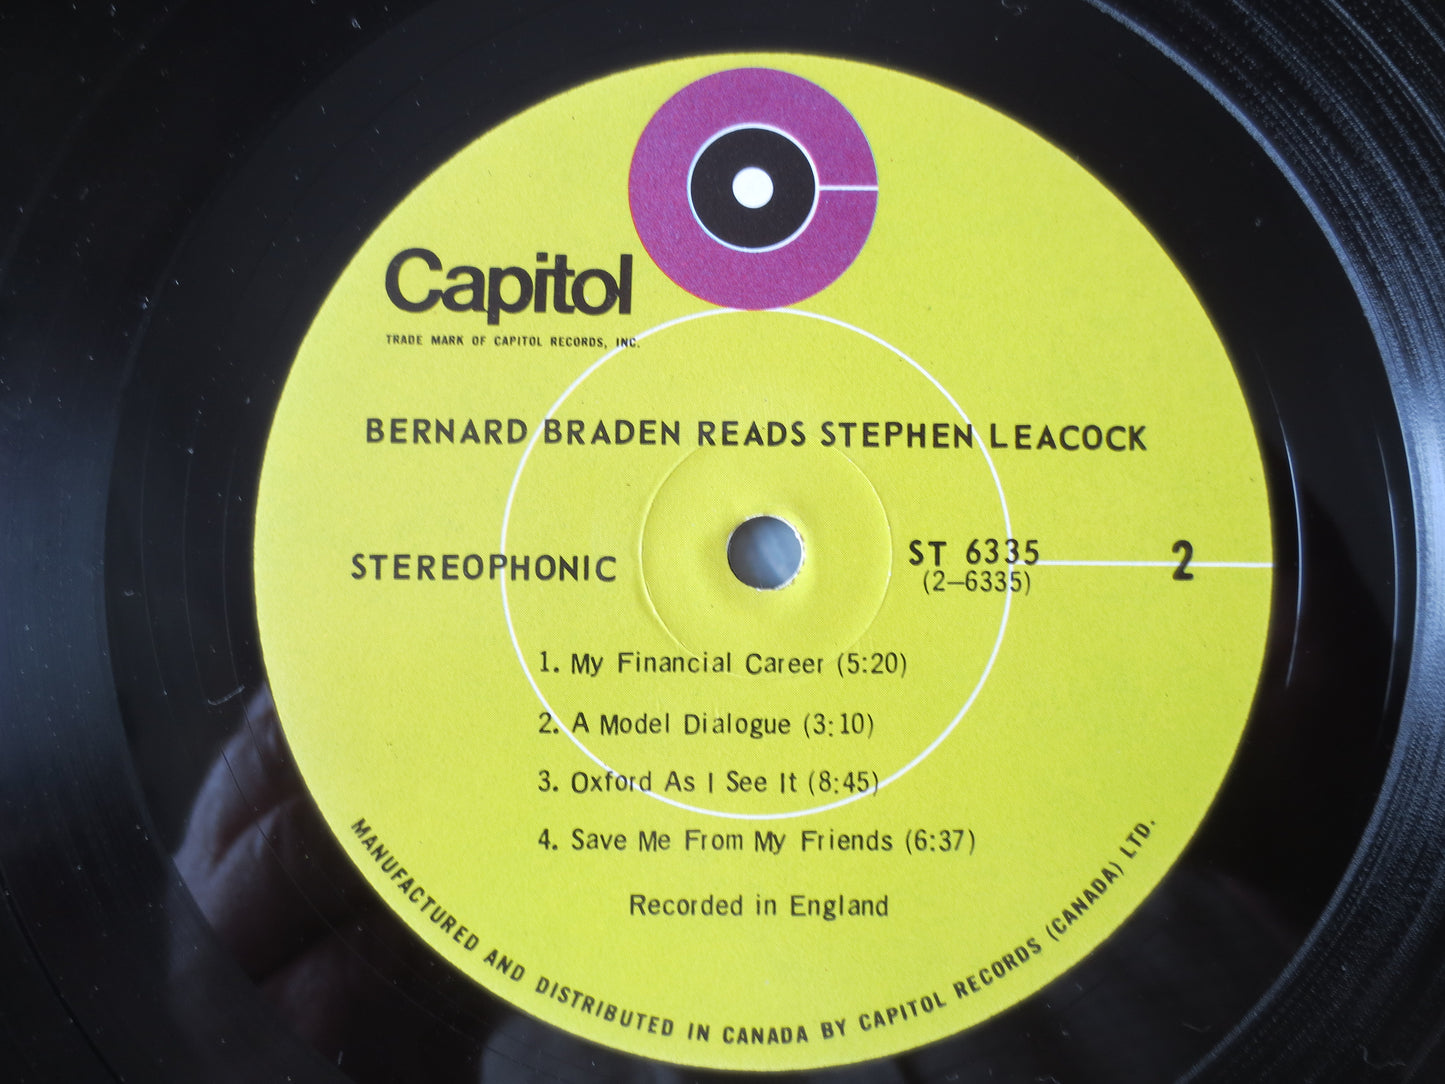 Capitol
TRADE MARK OF CAPITOL RECORDS, INC.
BERNARD BRADEN READS STEPHEN LEACOCK
STEREOPHONIC
ST 6335
(2–6335)
2
1. My Financial Career (5:20)
2. A Model Dialogue (3:10)
3. Oxford As I See It (8:45)
4. Save Me From My Friends (6:37)
Recorded in England
MANUFACTURED AND DISTRIBUTED IN CANADA BY CAPITOL RECORDS (CANADA) LTD.